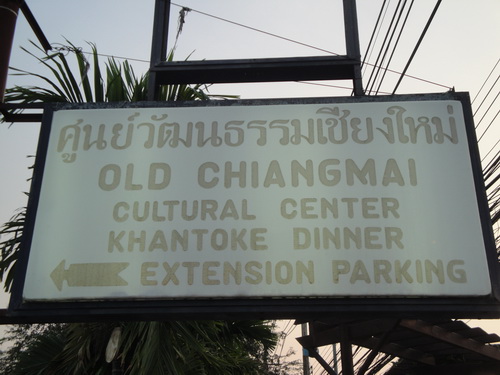 ศูนย์วัฒนธรรมเชียงใหม่
OLD CHIANGMAI
CULTURAL CENTER
KHANTOKE DINNER
EXTENSION PARKING